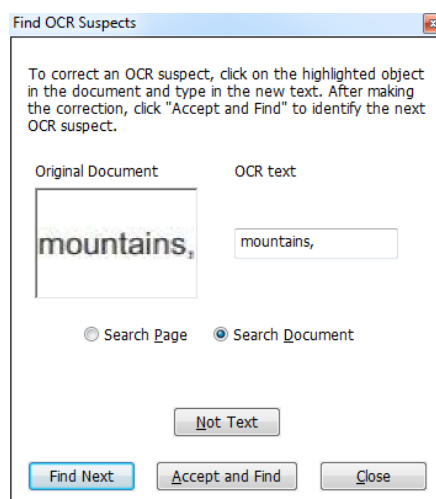 Find OCR Suspects
To correct an OCR suspect, click on the highlighted object
in the document and type in the new text. After making
the correction, click "Accept and Find" to identify the next
OCR suspect.
Original Document OCR text
mountains, mountains,
Search Page Search Document
Not Text
Find Next Accept and Find Close